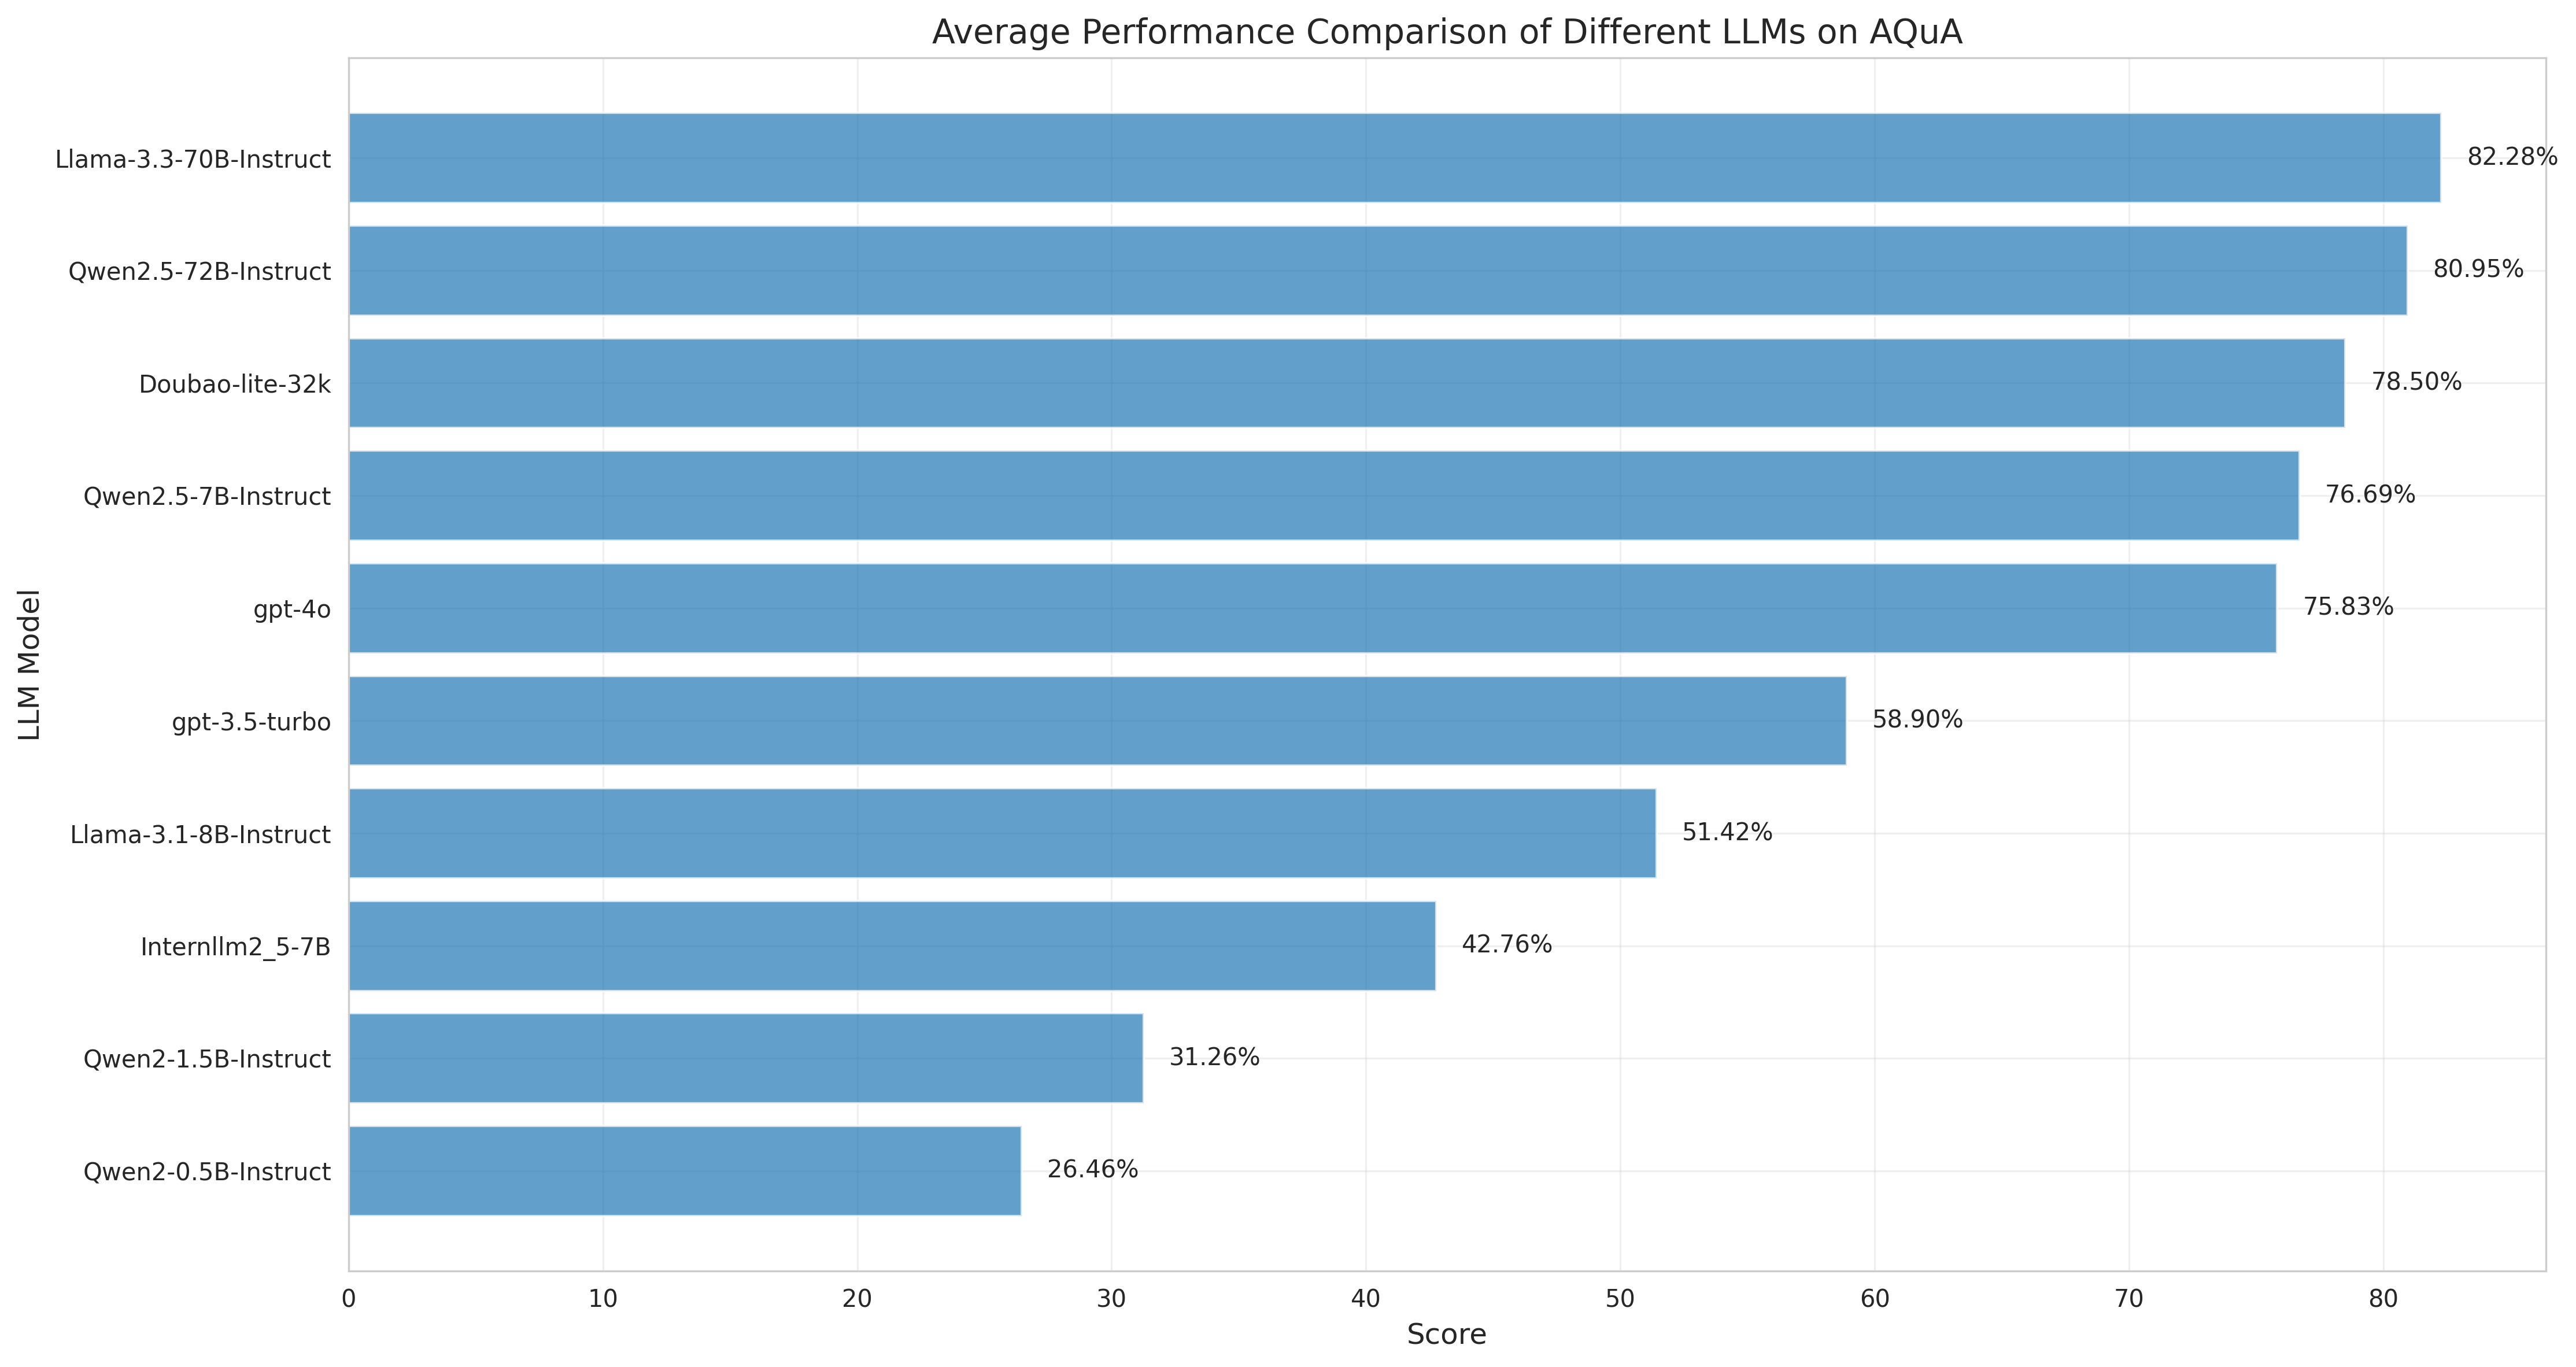 Average Performance Comparison of Different LLMs on AQuA
LLM Model
Llama-3.3-70B-Instruct 82.28%
Qwen2.5-72B-Instruct 80.95%
Doubao-lite-32k 78.50%
Qwen2.5-7B-Instruct 76.69%
gpt-4o 75.83%
gpt-3.5-turbo 58.90%
Llama-3.1-8B-Instruct 51.42%
Internllm2_5-7B 42.76%
Qwen2-1.5B-Instruct 31.26%
Qwen2-0.5B-Instruct 26.46%
0 10 20 30 40 50 60 70 80
Score